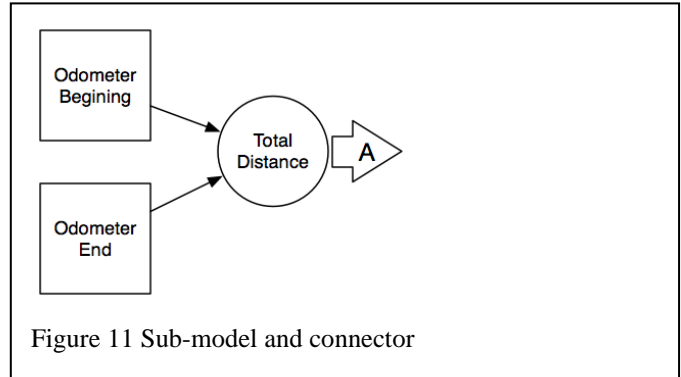 Odometer
Begining
Total
Distance
A
Odometer
End
Figure 11 Sub-model and connector